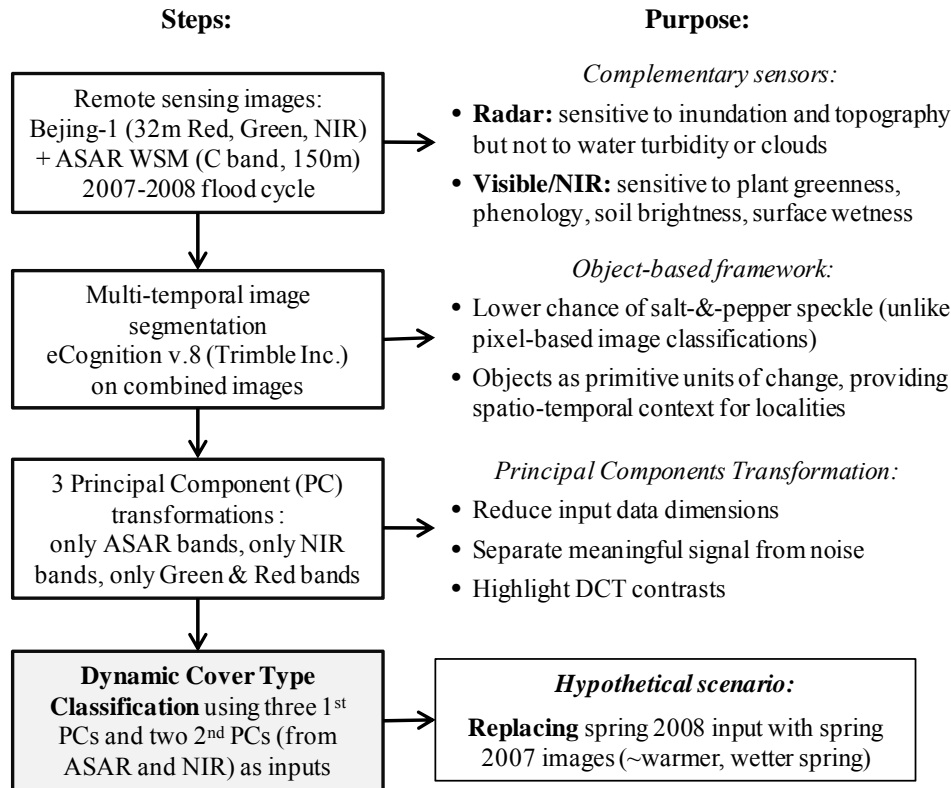 Steps:
Purpose:
Remote sensing images:
Bejing-1 (32m Red, Green, NIR)
+ ASAR WSM (C band, 150m)
2007-2008 flood cycle
Complementary sensors:
• Radar: sensitive to inundation and topography
but not to water turbidity or clouds
• Visible/NIR: sensitive to plant greenness,
phenology, soil brightness, surface wetness
Multi-temporal image
segmentation
eCognition v.8 (Trimble Inc.)
on combined images
Object-based framework:
• Lower chance of salt-&-pepper speckle (unlike
pixel-based image classifications)
• Objects as primitive units of change, providing
spatio-temporal context for localities
3 Principal Component (PC)
transformations :
only ASAR bands, only NIR
bands, only Green & Red bands
Principal Components Transformation:
• Reduce input data dimensions
• Separate meaningful signal from noise
• Highlight DCT contrasts
Dynamic Cover Type
Classification using three 1st
PCs and two 2nd PCs (from
ASAR and NIR) as inputs
Hypothetical scenario:
Replacing spring 2008 input with spring
2007 images (~warmer, wetter spring)